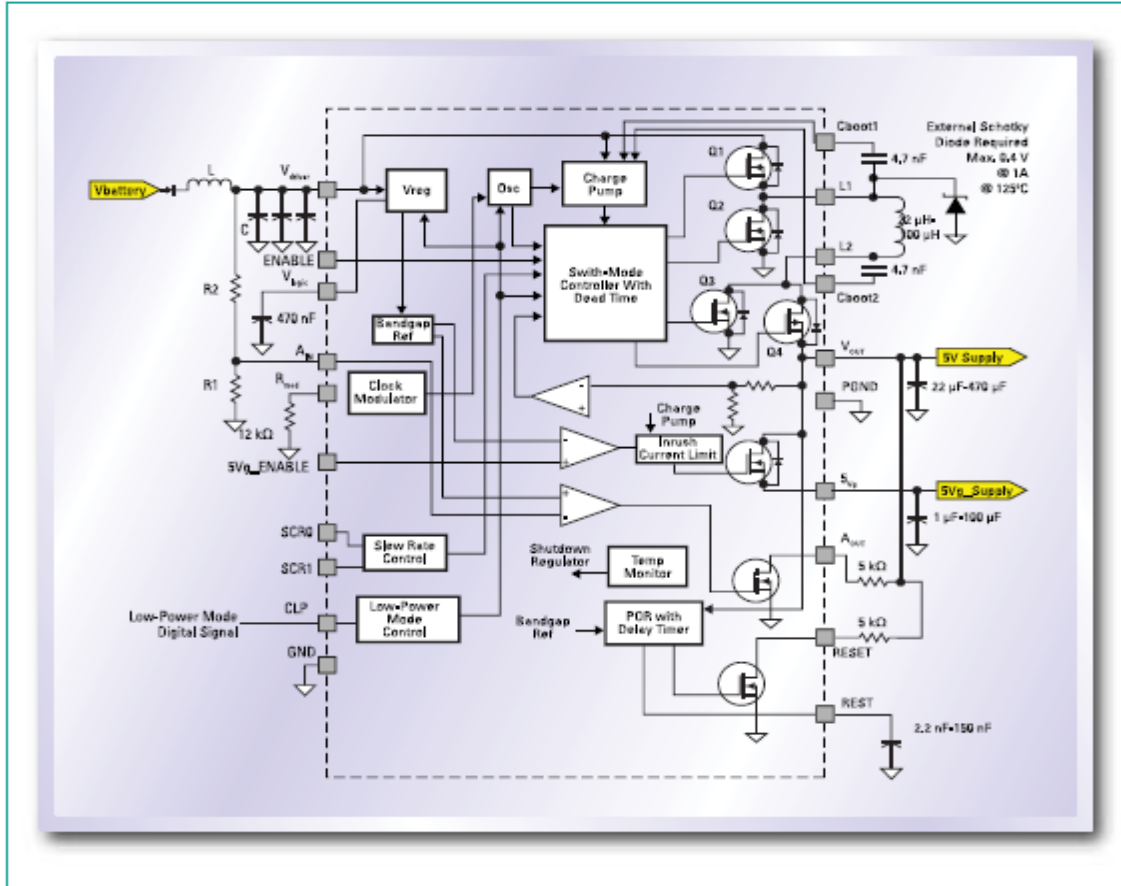 Vbattery
L
Vdriver
C
ENABLE
Vlogic
R2
470 nF
R1
12 kΩ
5Vg_ENABLE
SCR0
SCR1
CLP
Low-Power Mode
Digital Signal
GND
Vreg
Osc
Charge
Pump
Swith-Mode
Controller With
Dead Time
Bandgap
Ref
Clock
Modulator
Charge
Pump
Inrush
Current Limit
Slew Rate
Control
Low-Power
Mode
Control
Shutdown
Regulator
Temp
Monitor
Bandgap
Ref
POR with
Delay Timer
Q1
Q2
Q3
Q4
Cboot1
4.7 nF
External Schotky
Diode Required
Max. 0.4 V
@ 1A
@ 125°C
L1
L2
4.7 nF
Cboot2
VOUT
5V Supply
PGND
22 µF-470 µF
5Vg_Supply
1 µF-100 µF
AOUT
5 kΩ
5 kΩ
RESET
REST
2.2 nF-150 nF